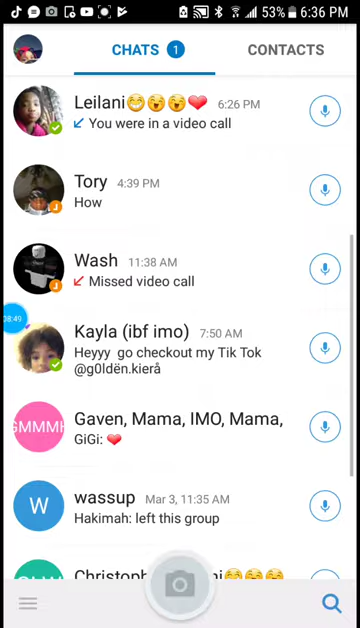 53% 6:36 PM
CHATS 1 CONTACTS
Leilani😁😲😲❤️ 6:26 PM
You were in a video call
Tory 4:39 PM
How
Wash 11:38 AM
Missed video call
08:49
Kayla (ibf imo) 7:50 AM
Heyyy go checkout my Tik Tok
@g0ldën.kierå
Gaven, Mama, IMO, Mama,
GiGi: ❤️
W
wassup Mar 3, 11:35 AM
Hakimah: left this group